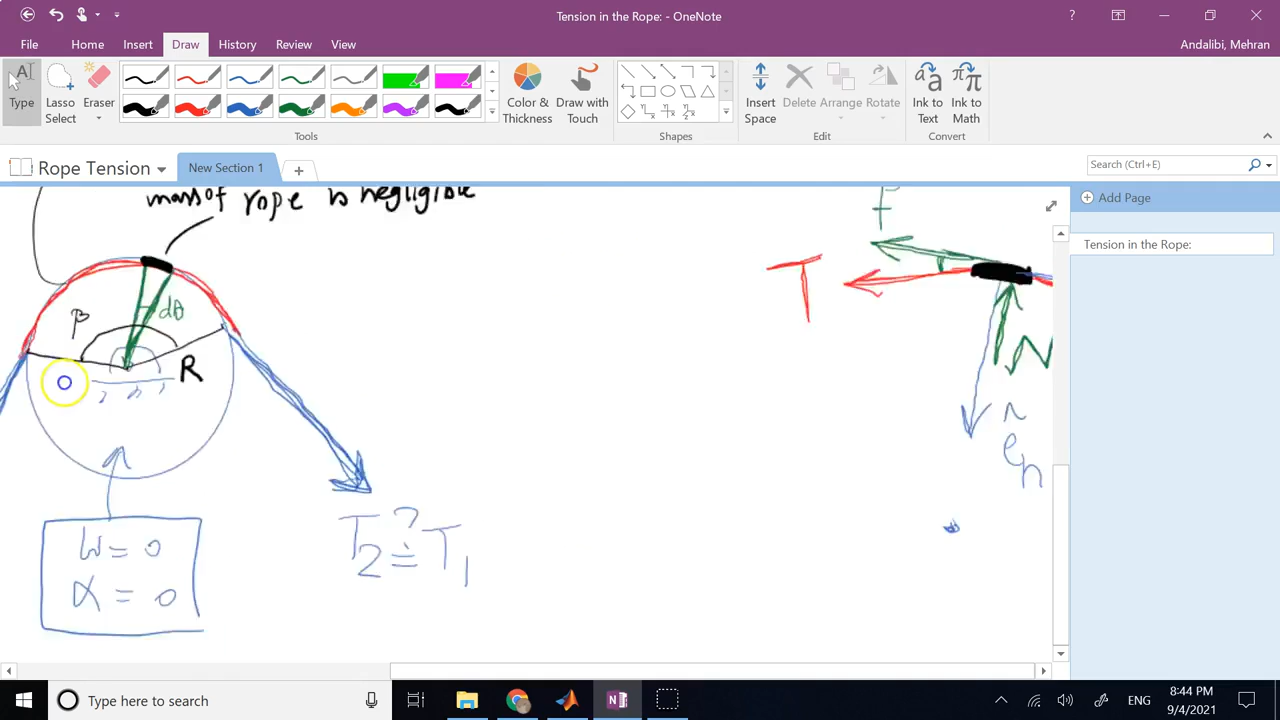 Tension in the Rope: - OneNote
File Home Insert Draw History Review View
Andalibi, Mehran
Type
Lasso Select
Eraser
Color & Thickness
Draw with Touch
Insert Space
Delete
Arrange
Rotate
Ink to Text
Ink to Math
Tools
Shapes
Edit
Convert
Rope Tension
New Section 1
Search (Ctrl+E)
Add Page
Tension in the Rope:
mass of rope is negligible
F
T
dθ
β
R
N
e_n
T2 ?= T1
ω = 0
α = 0
Type here to search
ENG
8:44 PM
9/4/2021